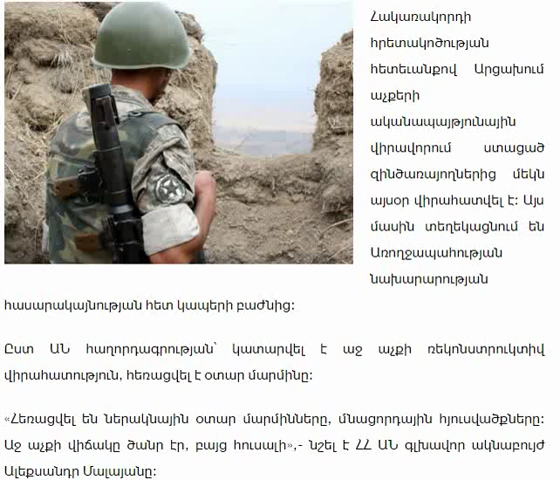 Հակառակորդի
հրետակոծության
հետեւանքով Արցախում
աչքերի
ականապայթյունային
վիրավորում ստացած
զինծառայողներից մեկն
այսօր վիրահատվել է: Այս
մասին տեղեկացնում են
Առողջապահության
նախարարության
հասարակայնության հետ կապերի բաժնից:
Ըստ ԱՆ հաղորդագրության՝ կատարվել է աջ աչքի ռեկոնստրուկտիվ
վիրահատություն, հեռացվել է օտար մարմինը:
«Հեռացվել են ներակնային օտար մարմինները, մնացորդային հյուսվածքները:
Աջ աչքի վիճակը ծանր էր, բայց հուսալի»,- նշել է ՀՀ ԱՆ գլխավոր ակնաբույժ
Ալեքսանդր Մալայանը: